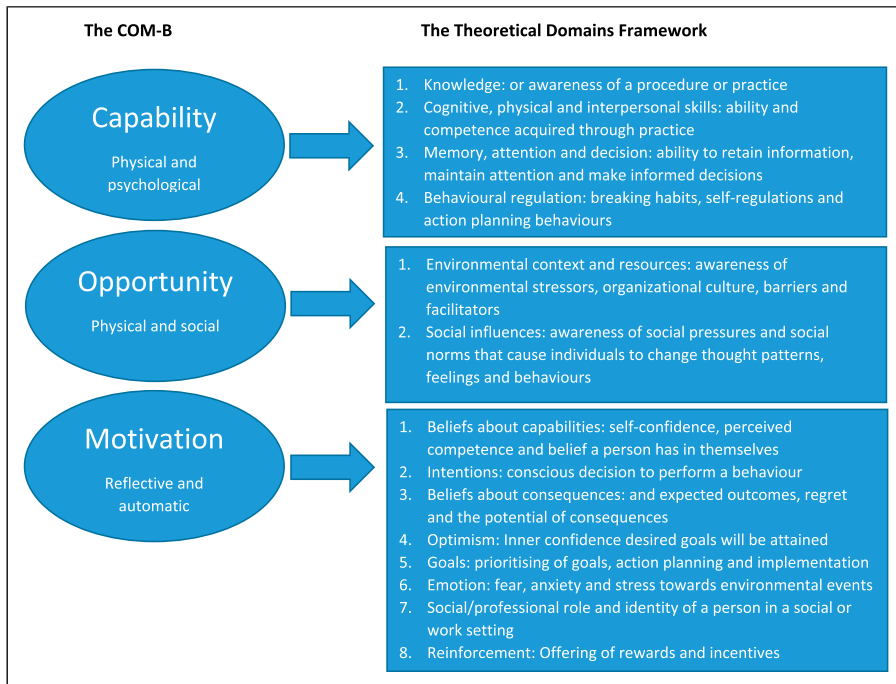 The COM-B
The Theoretical Domains Framework
Capability
Physical and
psychological
1. Knowledge: or awareness of a procedure or practice
2. Cognitive, physical and interpersonal skills: ability and
competence acquired through practice
3. Memory, attention and decision: ability to retain information,
maintain attention and make informed decisions
4. Behavioural regulation: breaking habits, self-regulations and
action planning behaviours
Opportunity
Physical and social
1. Environmental context and resources: awareness of
environmental stressors, organizational culture, barriers and
facilitators
2. Social influences: awareness of social pressures and social
norms that cause individuals to change thought patterns,
feelings and behaviours
Motivation
Reflective and
automatic
1. Beliefs about capabilities: self-confidence, perceived
competence and belief a person has in themselves
2. Intentions: conscious decision to perform a behaviour
3. Beliefs about consequences: and expected outcomes, regret
and the potential of consequences
4. Optimism: Inner confidence desired goals will be attained
5. Goals: prioritising of goals, action planning and implementation
6. Emotion: fear, anxiety and stress towards environmental events
7. Social/professional role and identity of a person in a social or
work setting
8. Reinforcement: Offering of rewards and incentives